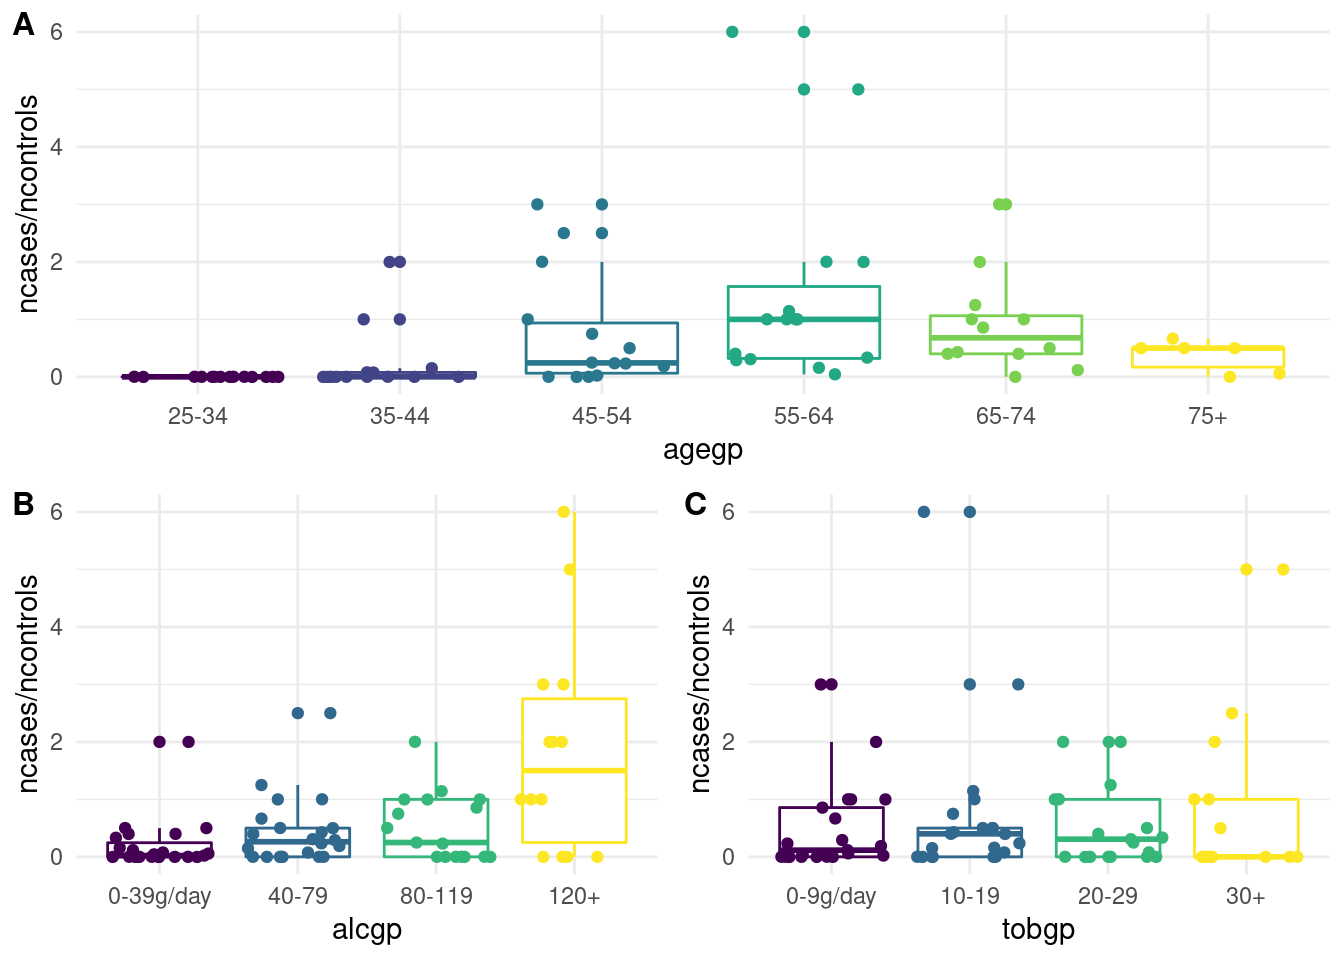 A
ncases/ncontrols
6
4
2
0
25-34 35-44 45-54 55-64 65-74 75+
agegp
B
ncases/ncontrols
6
4
2
0
0-39g/day 40-79 80-119 120+
alcgp
C
ncases/ncontrols
6
4
2
0
0-9g/day 10-19 20-29 30+
tobgp